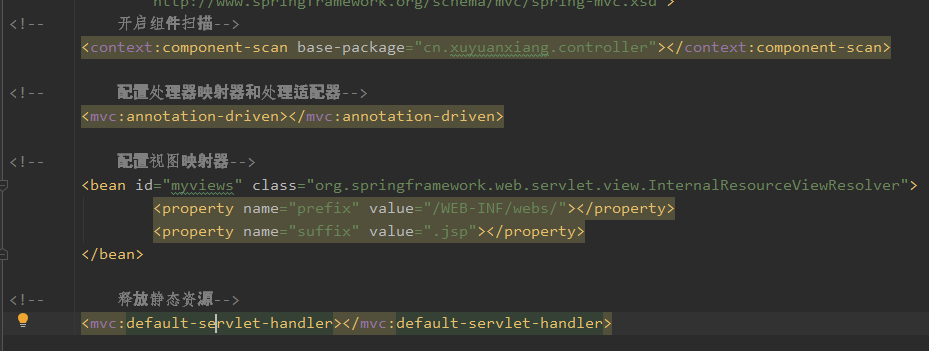 http://www.springframework.org/schema/mvc/spring-mvc.xsd">
<!-- 开启组件扫描-->
<context:component-scan base-package="cn.xuyuanxiang.controller"></context:component-scan>
<!-- 配置处理器映射器和处理适配器-->
<mvc:annotation-driven></mvc:annotation-driven>
<!-- 配置视图映射器-->
<bean id="myviews" class="org.springframework.web.servlet.view.InternalResourceViewResolver">
<property name="prefix" value="/WEB-INF/webs/"></property>
<property name="suffix" value=".jsp"></property>
</bean>
<!-- 释放静态资源-->
<mvc:default-servlet-handler></mvc:default-servlet-handler>